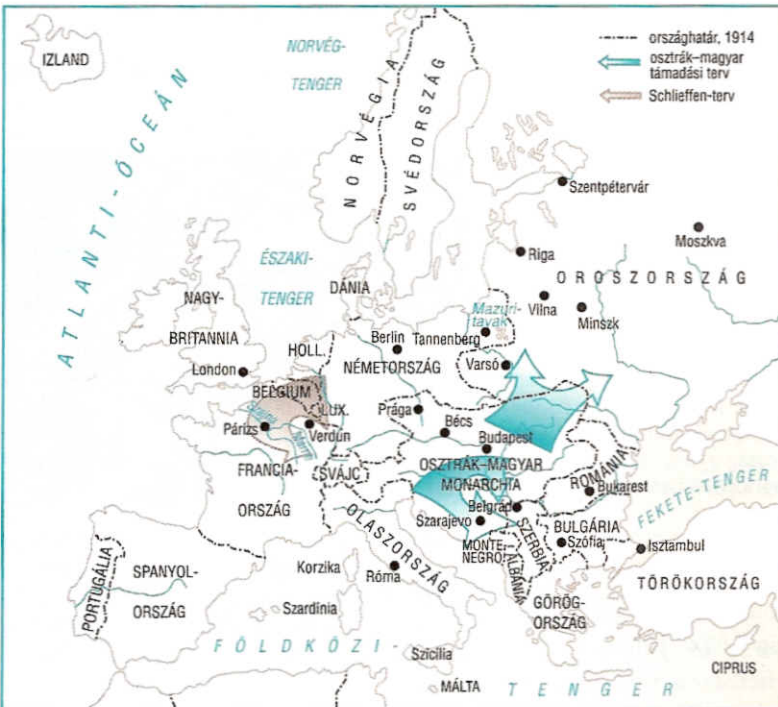 IZLAND
NORVÉG-
TENGER
országhatár, 1914
osztrák–magyar
támadási terv
Schlieffen-terv
ATLANTI-ÓCEÁN
NORVÉGIA
SVÉDORSZÁG
Szentpétervár
Moszkva
Riga
OROSZORSZÁG
ÉSZAKI-
TENGER
DÁNIA
NAGY-
BRITANNIA
Mazuri-
tavak
Vilna
Minszk
HOLL.
Berlin
Tannenberg
London
NÉMETORSZÁG
Varsó
BELGIUM
LUX.
Prága
Párizs
Marne
Verdun
Bécs
Budapest
FRANCIA-
ORSZÁG
SVÁJC
OSZTRÁK–MAGYAR
MONARCHIA
ROMÁNIA
Bukarest
FEKETE-TENGER
Belgrád
Szarajevo
SZERBIA
BULGÁRIA
Szófia
Isztambul
OLASZORSZÁG
MONTE-
NEGRÓ
ALBÁNIA
PORTUGÁLIA
SPANYOL-
ORSZÁG
Korzika
Róma
Szardínia
GÖRÖG-
ORSZÁG
TÖRÖKORSZÁG
FÖLDKÖZI-
Szicília
MÁLTA
TENGER
CIPRUS